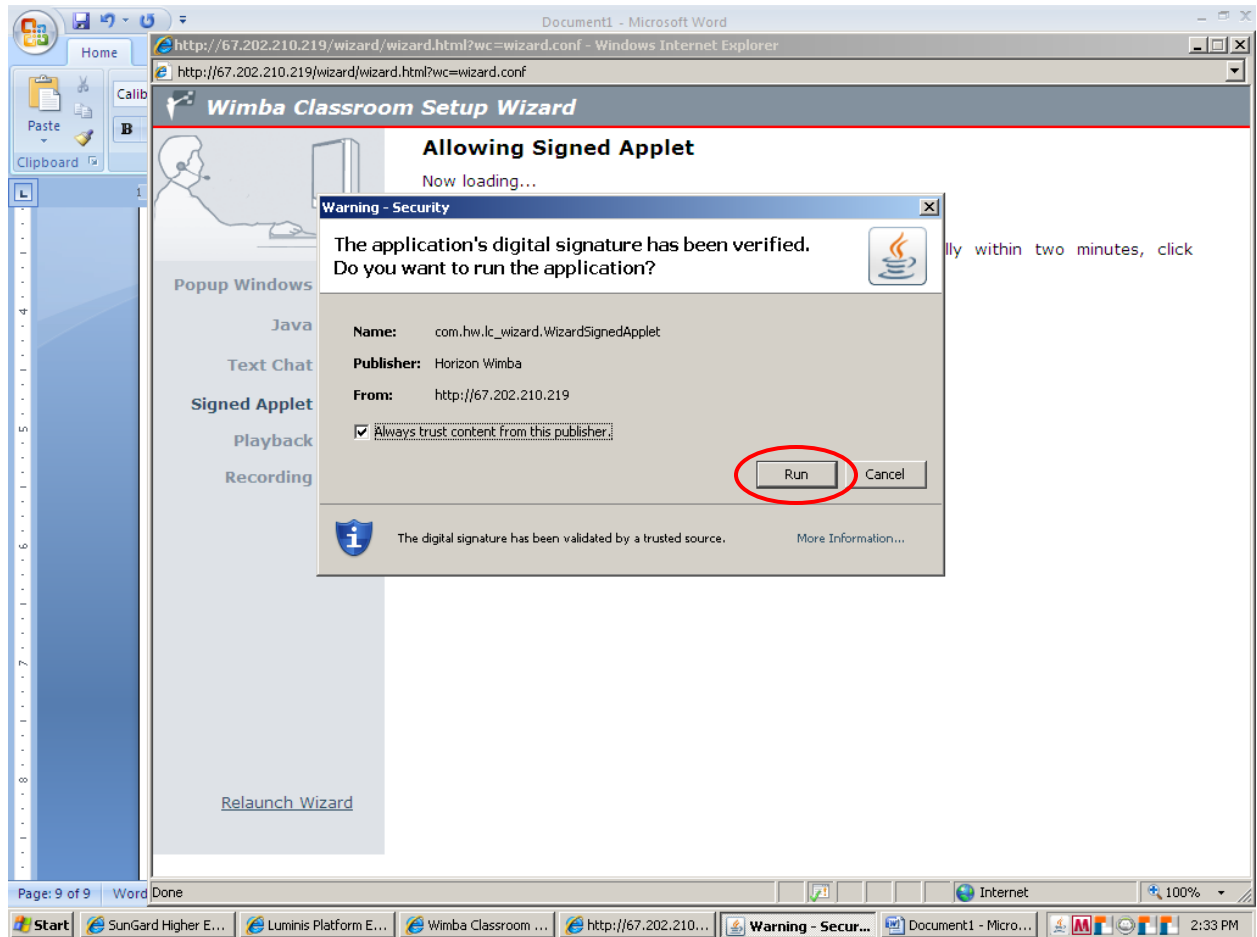 Document1 - Microsoft Word
Home
http://67.202.210.219/wizard/wizard.html?wc=wizard.conf - Windows Internet Explorer
http://67.202.210.219/wizard/wizard.html?wc=wizard.conf
Paste
Calib
B
Clipboard
L
1
Wimba Classroom Setup Wizard
Allowing Signed Applet
Now loading...
lly within two minutes, click
Popup Windows
Java
Text Chat
Signed Applet
Playback
Recording
Relaunch Wizard
Warning - Security
The application's digital signature has been verified.
Do you want to run the application?
Name: com.hw.lc_wizard.WizardSignedApplet
Publisher: Horizon Wimba
From: http://67.202.210.219
Always trust content from this publisher.
Run
Cancel
The digital signature has been validated by a trusted source.
More Information...
4
5
6
7
8
Page: 9 of 9
Word
Done
Internet
100%
Start
SunGard Higher E...
Luminis Platform E...
Wimba Classroom ...
http://67.202.210...
Warning - Secur...
Document1 - Micro...
M
2:33 PM